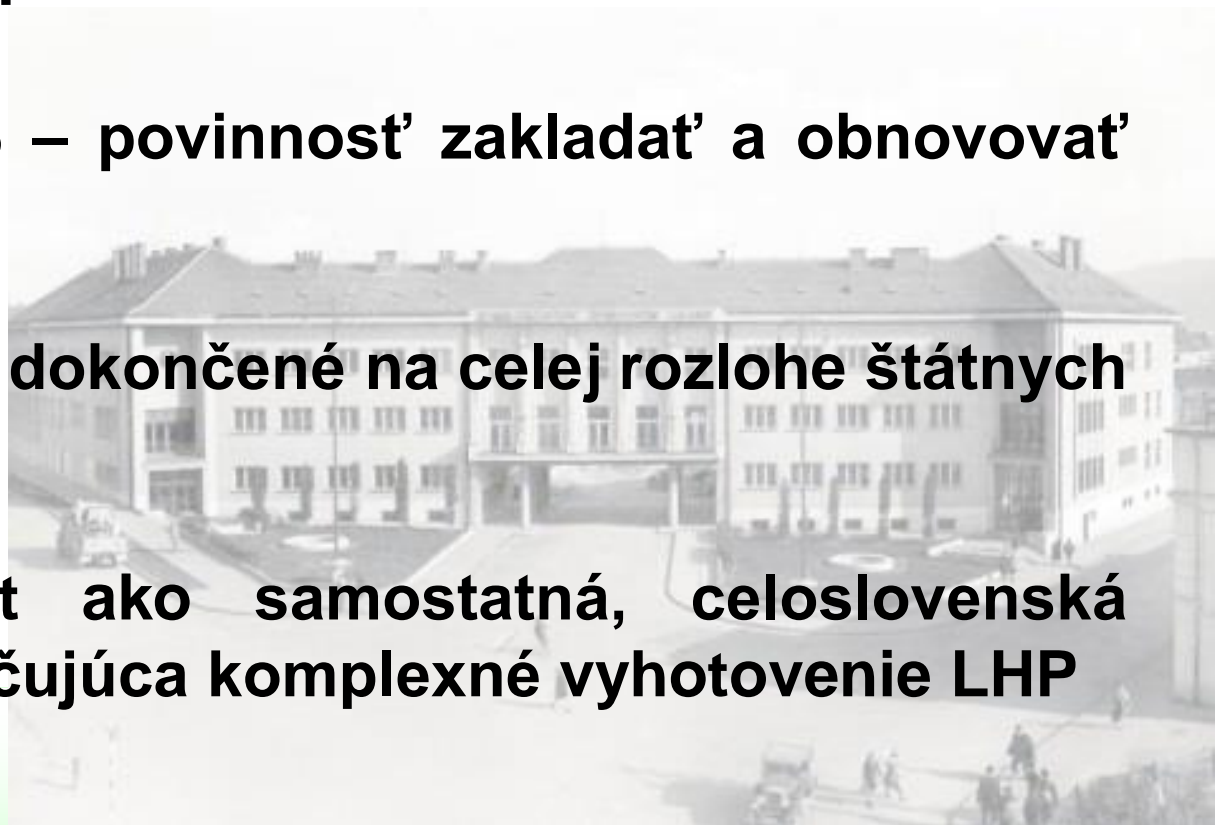 – povinnosť zakladať a obnovovať
dokončené na celej rozlohe štátnych
ako samostatná, celoslovenská
čujúca komplexné vyhotovenie LHP